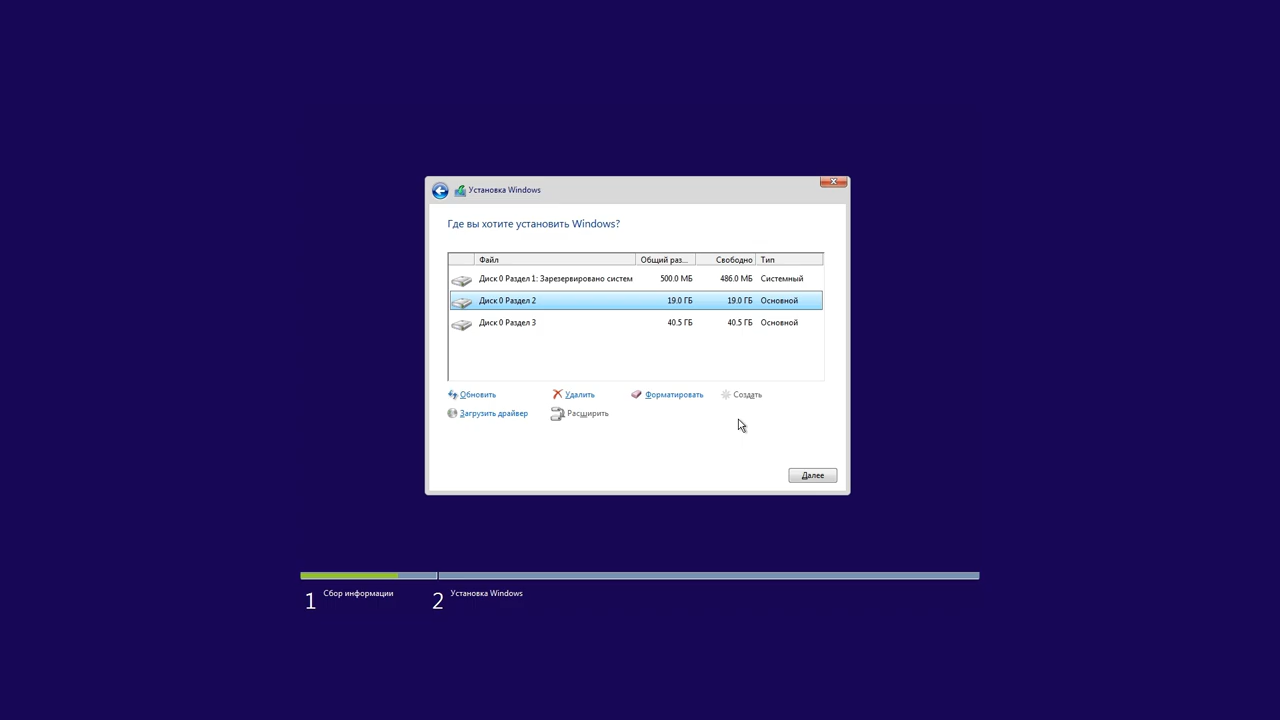 Установка Windows
Где вы хотите установить Windows?
Файл Общий раз... Свободно Тип
Диск 0 Раздел 1: Зарезервировано систем 500.0 МБ 486.0 МБ Системный
Диск 0 Раздел 2 19.0 ГБ 19.0 ГБ Основной
Диск 0 Раздел 3 40.5 ГБ 40.5 ГБ Основной
Обновить Удалить Форматировать Создать
Загрузить драйвер Расширить
Далее
1 Сбор информации 2 Установка Windows